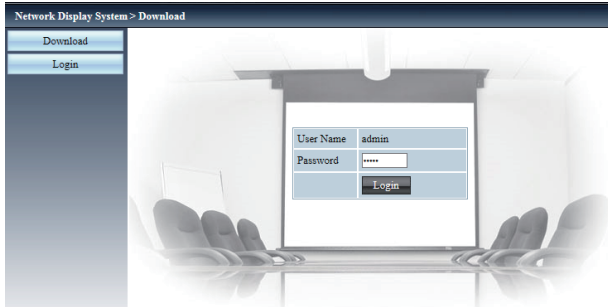 Network Display System > Download
Download
Login
User Name admin
Password •••••
Login